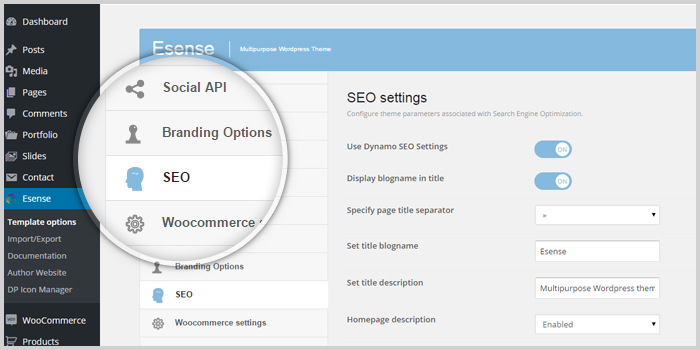 Dashboard
Posts
Media
Pages
Comments
Portfolio
Slides
Contact
Esense
Template options
Import/Export
Documentation
Author Website
DP Icon Manager
WooCommerce
Products
Esense
Multipurpose Wordpress Theme
Social API
Branding Options
SEO
Woocommerce
Branding Options
SEO
Woocommerce settings
SEO settings
Configure theme parameters associated with Search Engine Optimization.
Use Dynamo SEO Settings
ON
Display blogname in title
ON
Specify page title separator
»
Set title blogname
Esense
Set title description
Multipurpose Wordpress them
Homepage description
Enabled